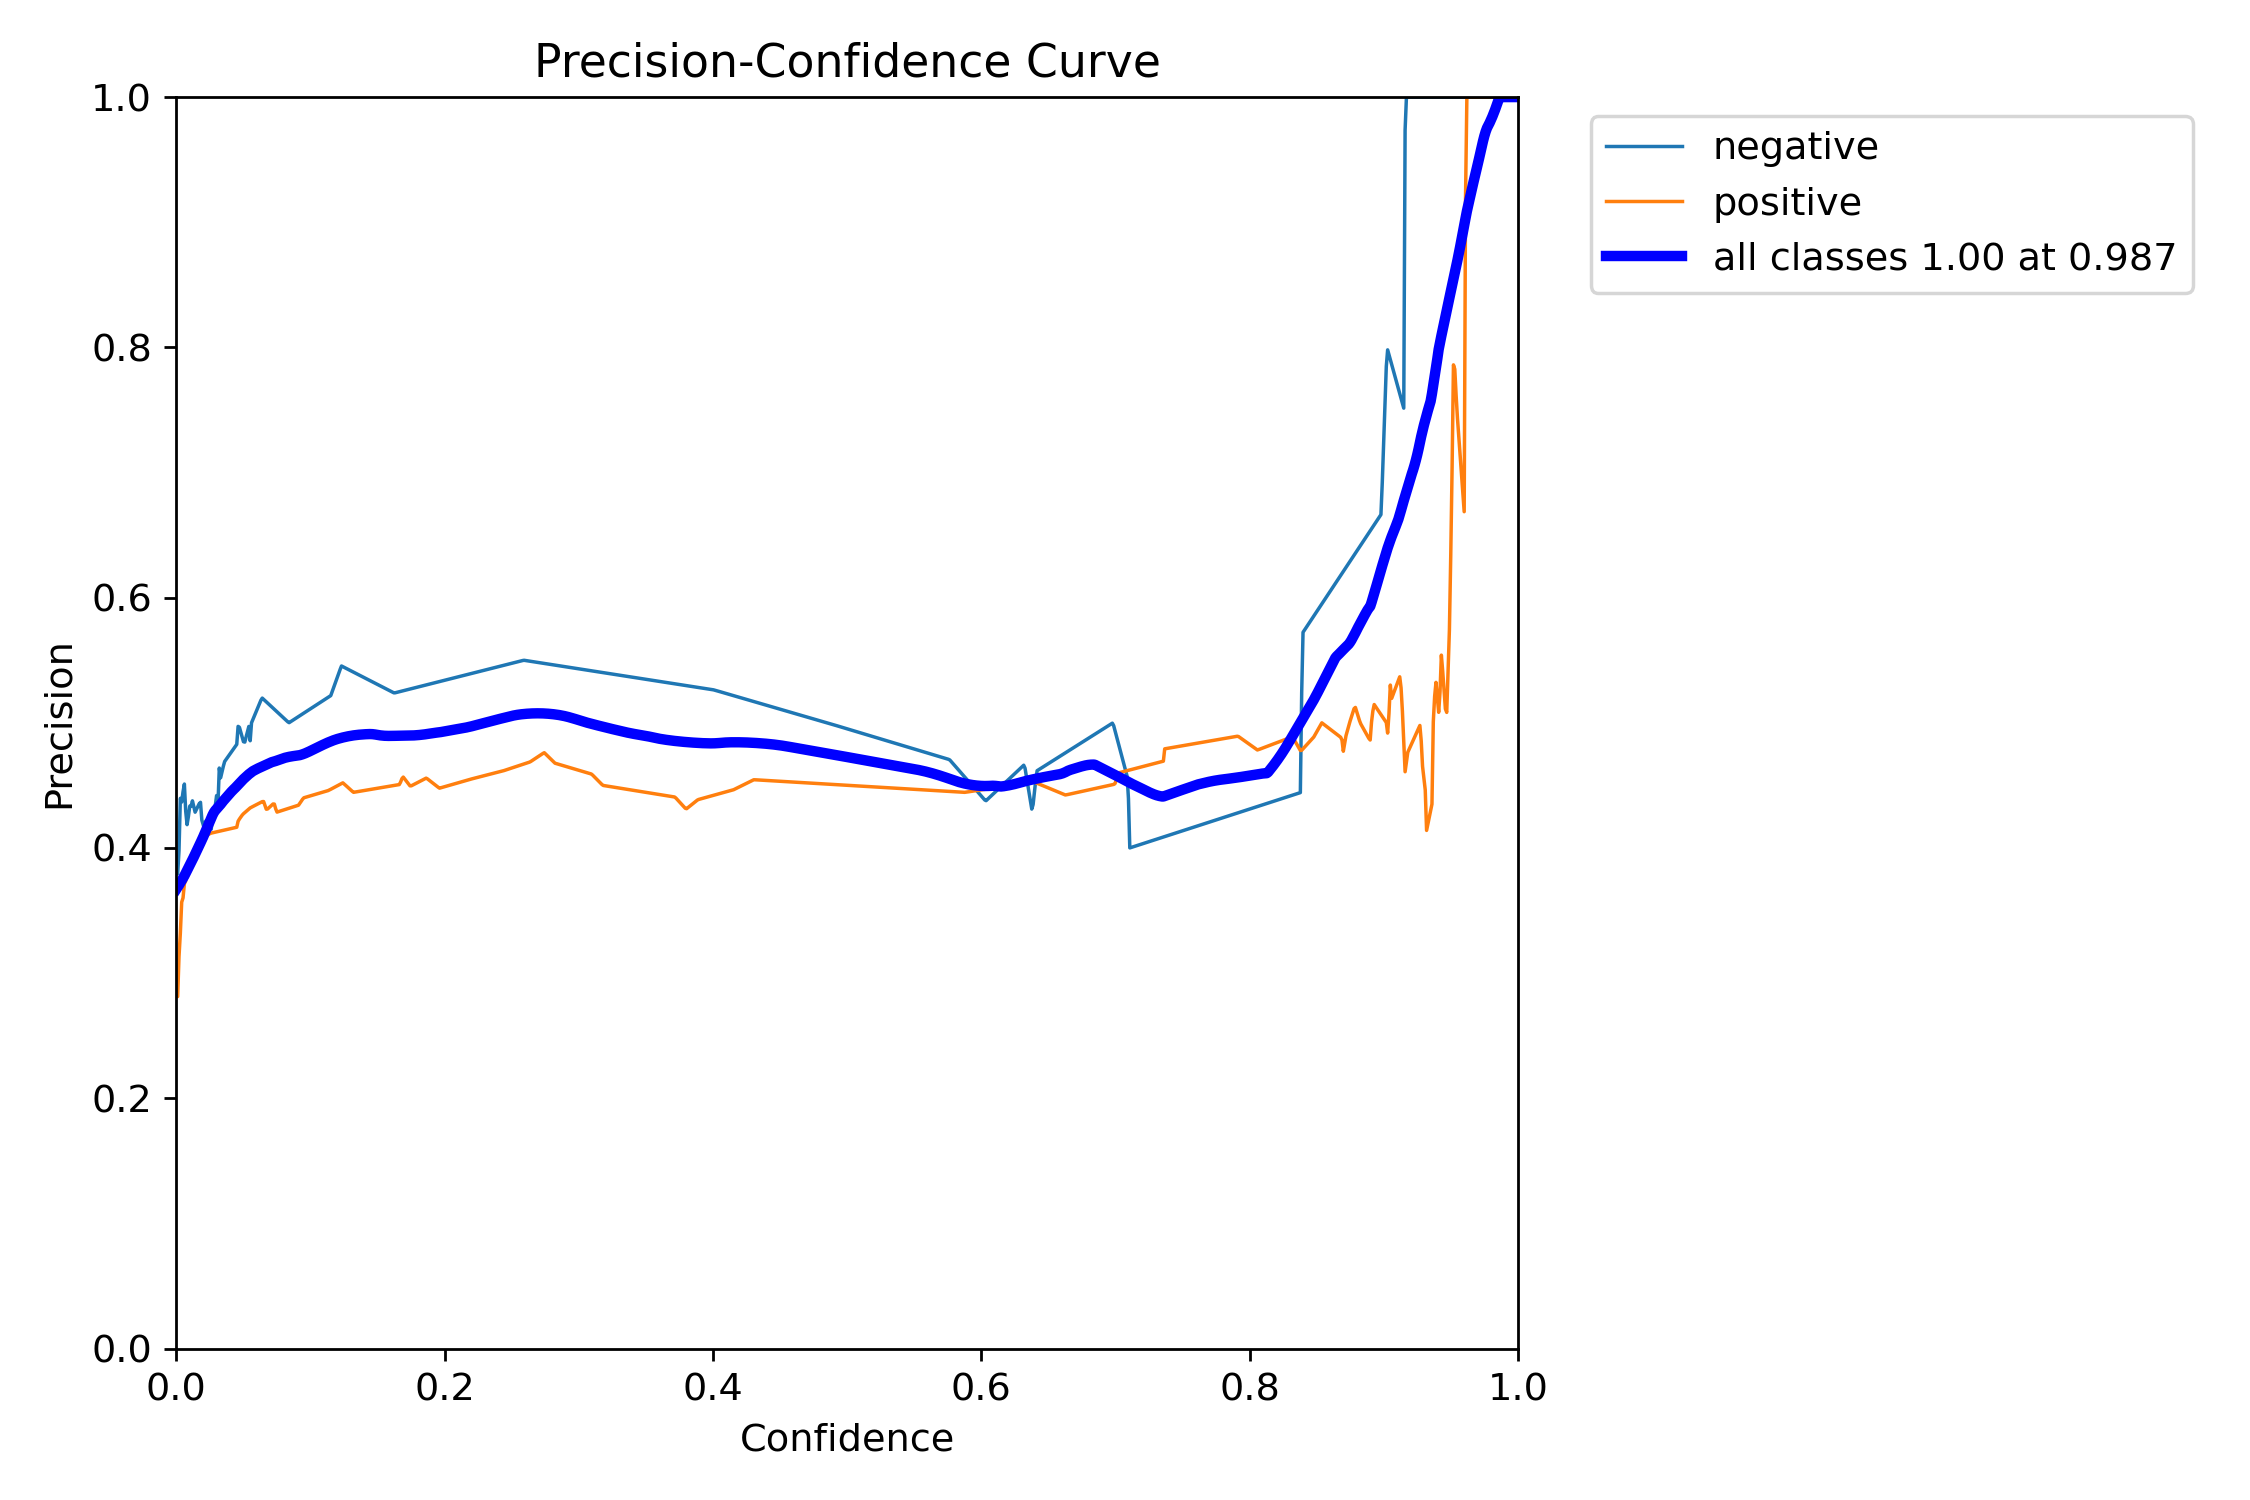 Precision-Confidence Curve
1.0
0.8
0.6
0.4
0.2
0.0
Precision
0.0 0.2 0.4 0.6 0.8 1.0
Confidence
negative
positive
all classes 1.00 at 0.987